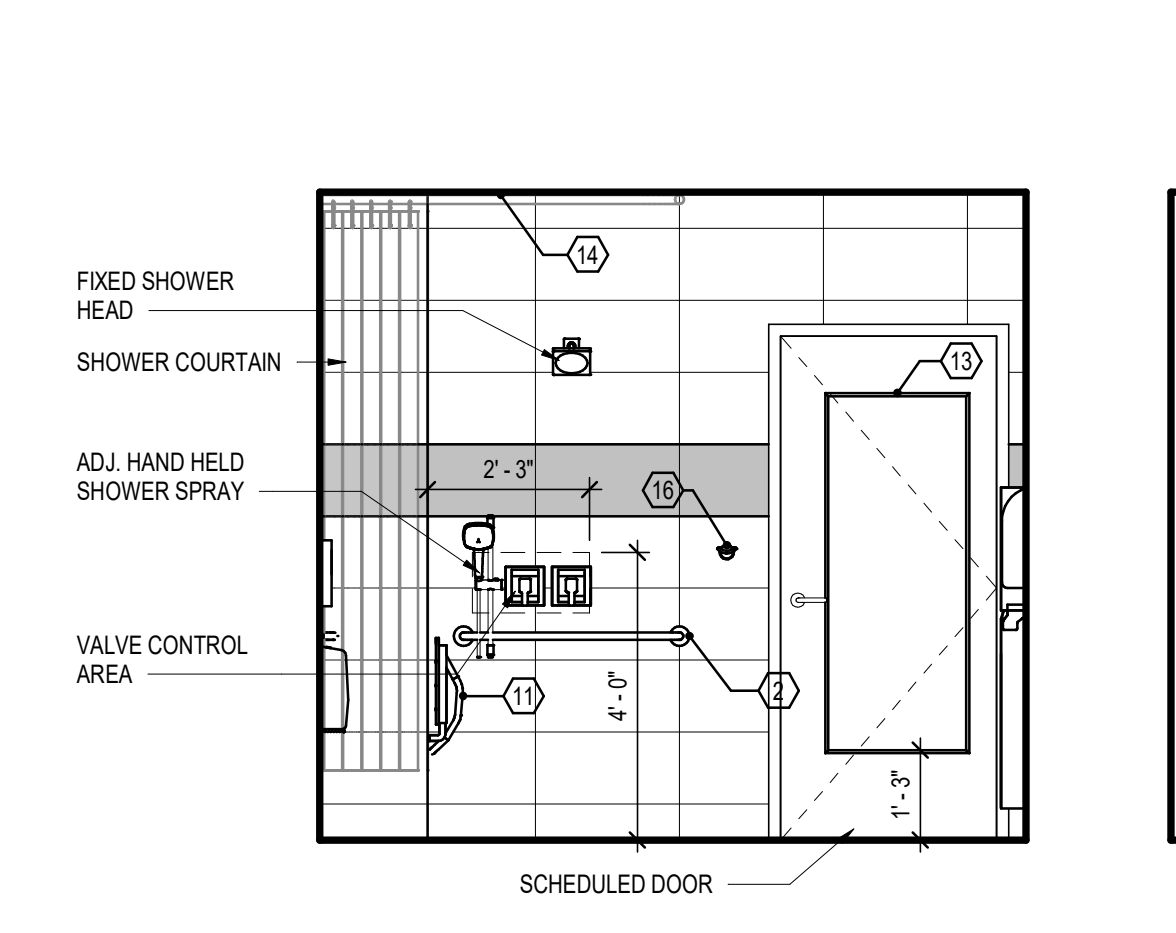 14
FIXED SHOWER
HEAD
SHOWER COURTAIN
13
ADJ. HAND HELD
SHOWER SPRAY
2' - 3"
16
VALVE CONTROL
AREA
11
4' - 0"
2
1' - 3"
SCHEDULED DOOR